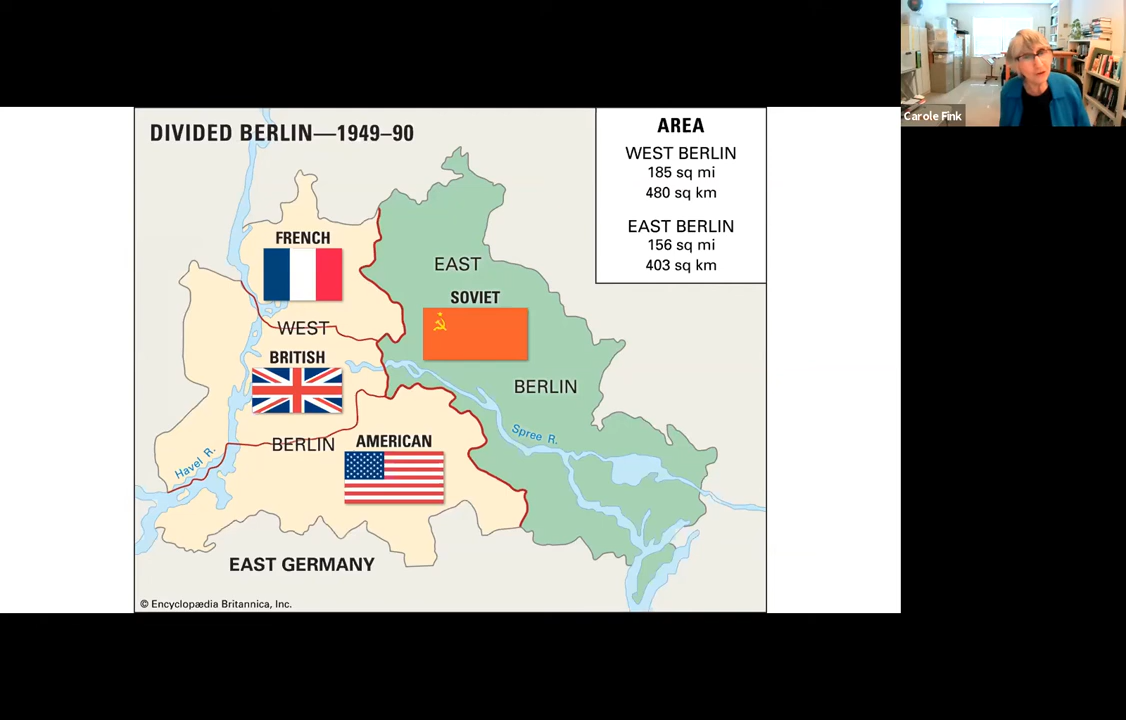 DIVIDED BERLIN—1949–90
AREA
WEST BERLIN
185 sq mi
480 sq km
EAST BERLIN
156 sq mi
403 sq km
FRENCH
EAST
SOVIET
WEST
BRITISH
BERLIN
Spree R.
BERLIN
AMERICAN
Havel R.
EAST GERMANY
© Encyclopædia Britannica, Inc.
Carole Fink